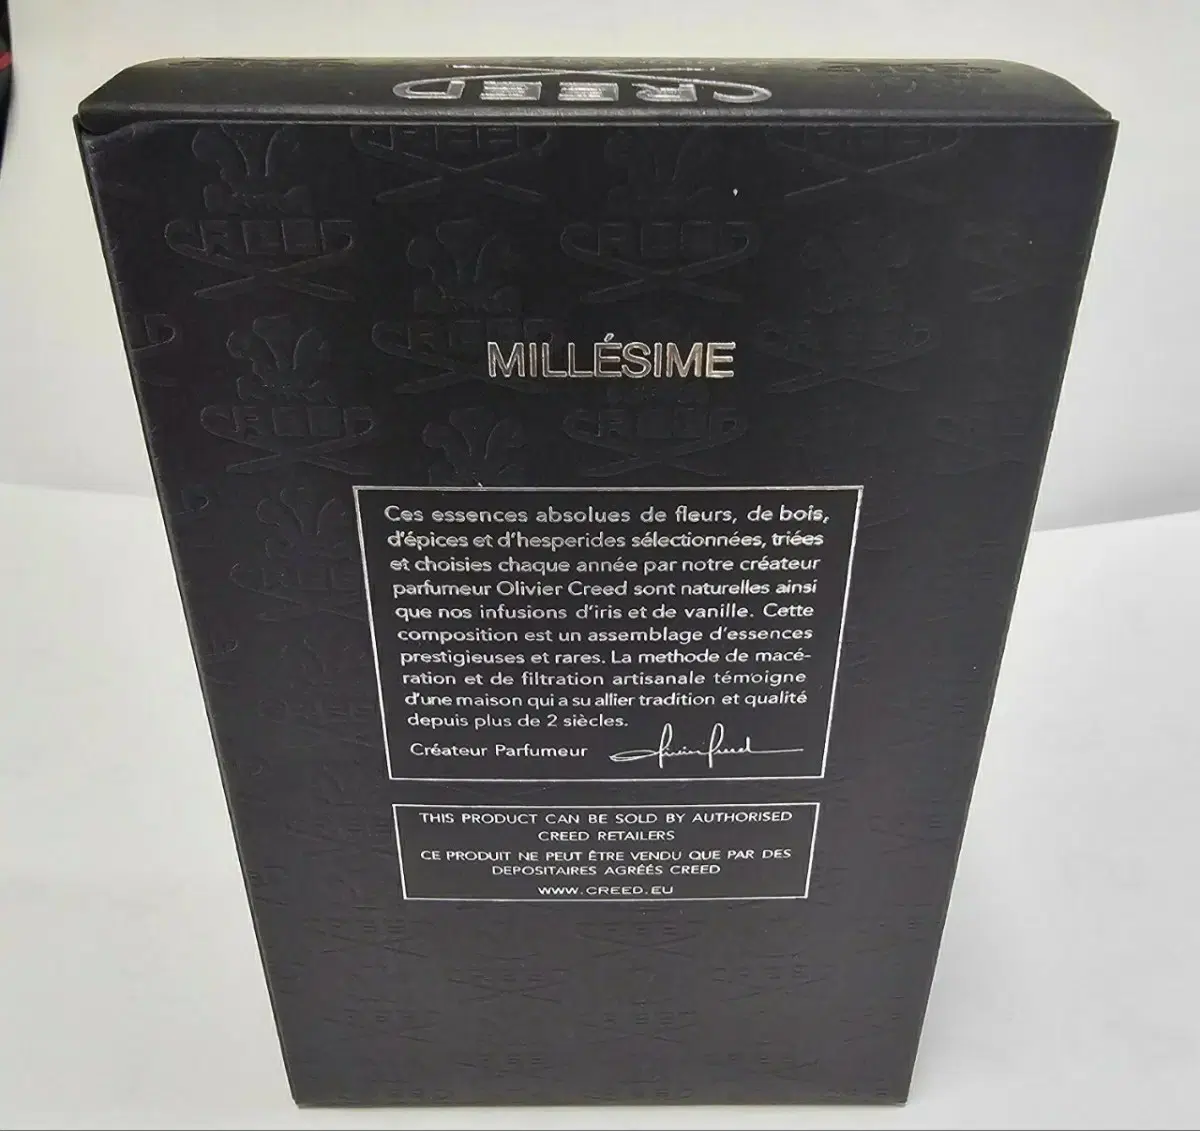 CREED
MILLÉSIME
Ces essences absolues de fleurs, de bois,
d'épices et d'hesperides sélectionnées, triées
et choisies chaque année par notre créateur
parfumeur Olivier Creed sont naturelles ainsi
que nos infusions d'iris et de vanille. Cette
composition est un assemblage d'essences
prestigieuses et rares. La methode de macé-
ration et de filtration artisanale témoigne
d'une maison qui a su allier tradition et qualité
depuis plus de 2 siècles.
Créateur Parfumeur
THIS PRODUCT CAN BE SOLD BY AUTHORISED
CREED RETAILERS
CE PRODUIT NE PEUT ÊTRE VENDU QUE PAR DES
DEPOSITAIRES AGRÉÉS CREED
WWW.CREED.EU